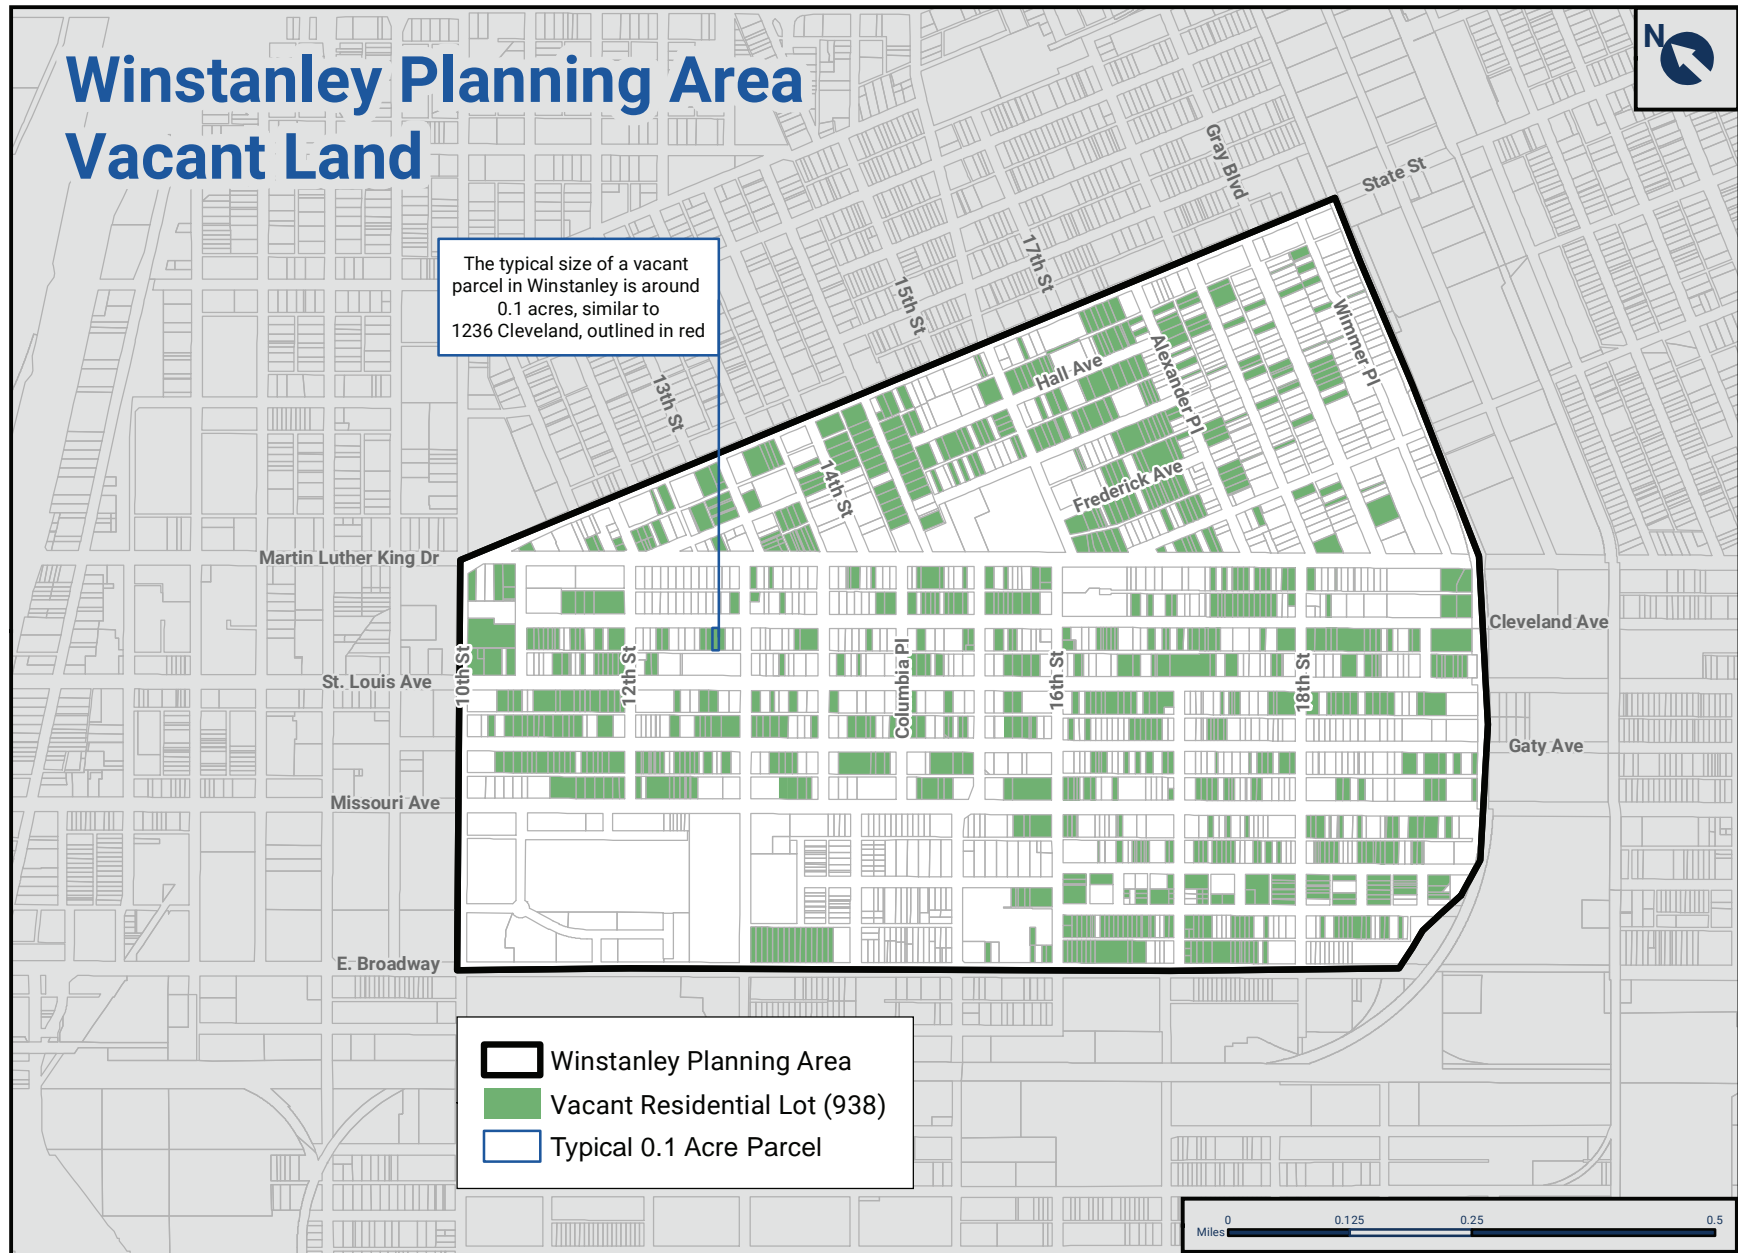 Winstanley Planning Area
Vacant Land
N
Gray Blvd
State St
The typical size of a vacant
parcel in Winstanley is around
0.1 acres, similar to
1236 Cleveland, outlined in red
17th St
15th St
13th St
14th St
Hall Ave
Alexander Pl
Wimmer Pl
Frederick Ave
Martin Luther King Dr
Cleveland Ave
10th St
12th St
Columbia Pl
16th St
18th St
St. Louis Ave
Gaty Ave
Missouri Ave
E. Broadway
Winstanley Planning Area
Vacant Residential Lot (938)
Typical 0.1 Acre Parcel
0 0.125 0.25 0.5
Miles